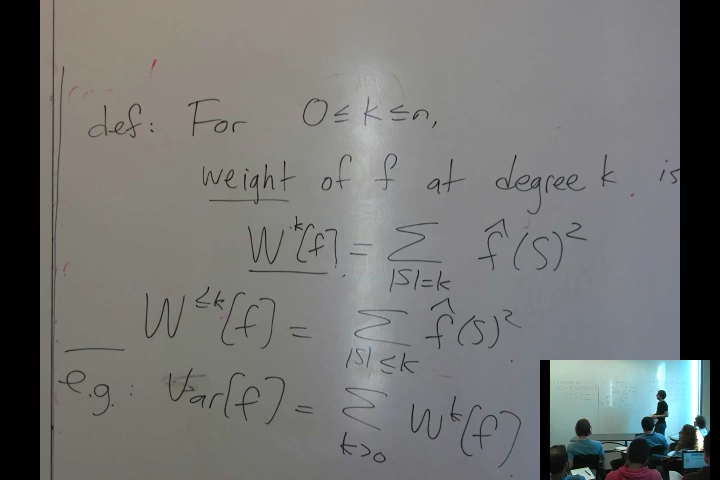 def: For 0 ≤ k ≤ n,
weight of f at degree k is
W^k[f] = Σ_{|S|=k} f̂(S)²
W^{≤k}[f] = Σ_{|S|≤k} f̂(S)².
e.g.: Var[f] = Σ_{k>0} W^k[f]